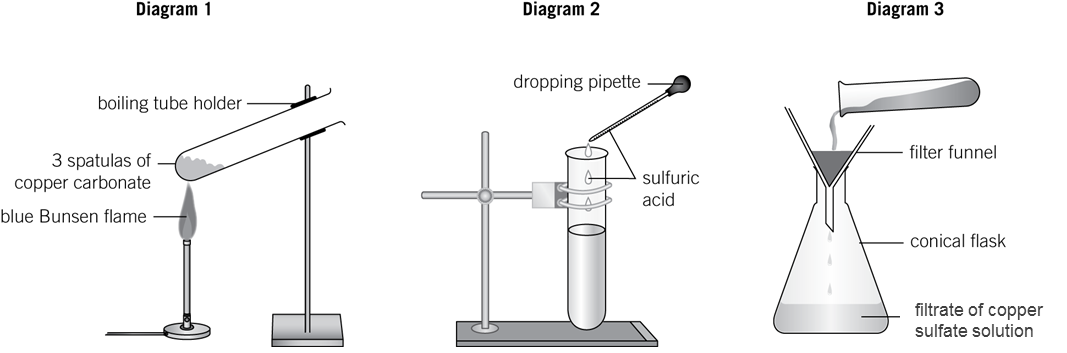 Diagram 1
boiling tube holder
3 spatulas of
copper carbonate
blue Bunsen flame
Diagram 2
dropping pipette
sulfuric
acid
Diagram 3
filter funnel
conical flask
filtrate of copper
sulfate solution